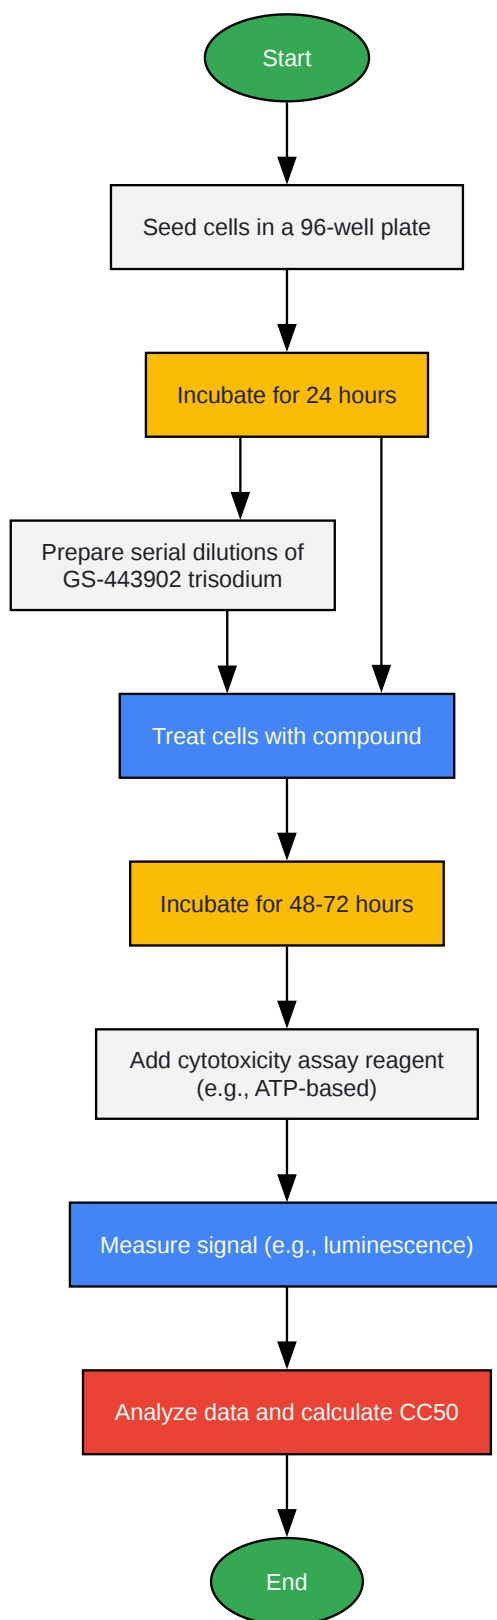 Start
Seed cells in a 96-well plate
Incubate for 24 hours
Prepare serial dilutions of
GS-443902 trisodium
Treat cells with compound
Incubate for 48-72 hours
Add cytotoxicity assay reagent
(e.g., ATP-based)
Measure signal (e.g., luminescence)
Analyze data and calculate CC50
End